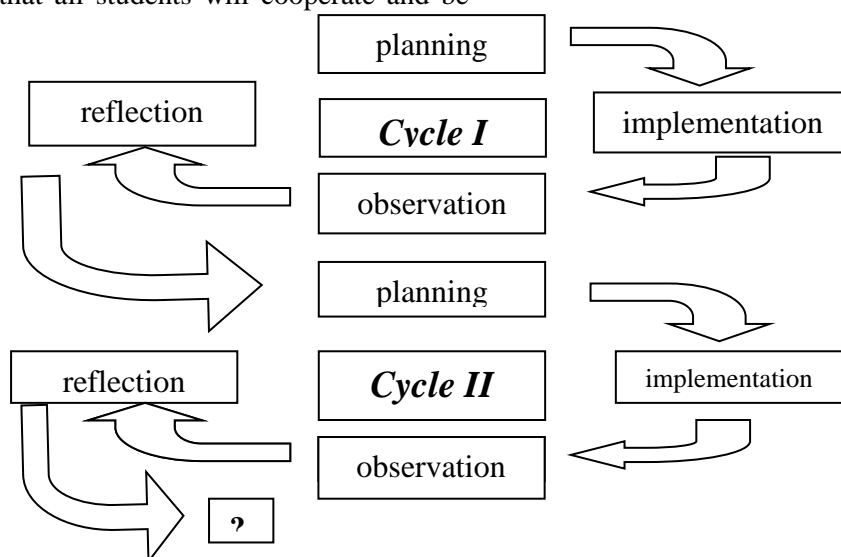 that all students will cooperate and be
planning
reflection
Cycle I
implementation
observation
planning
reflection
Cycle II
implementation
observation
?